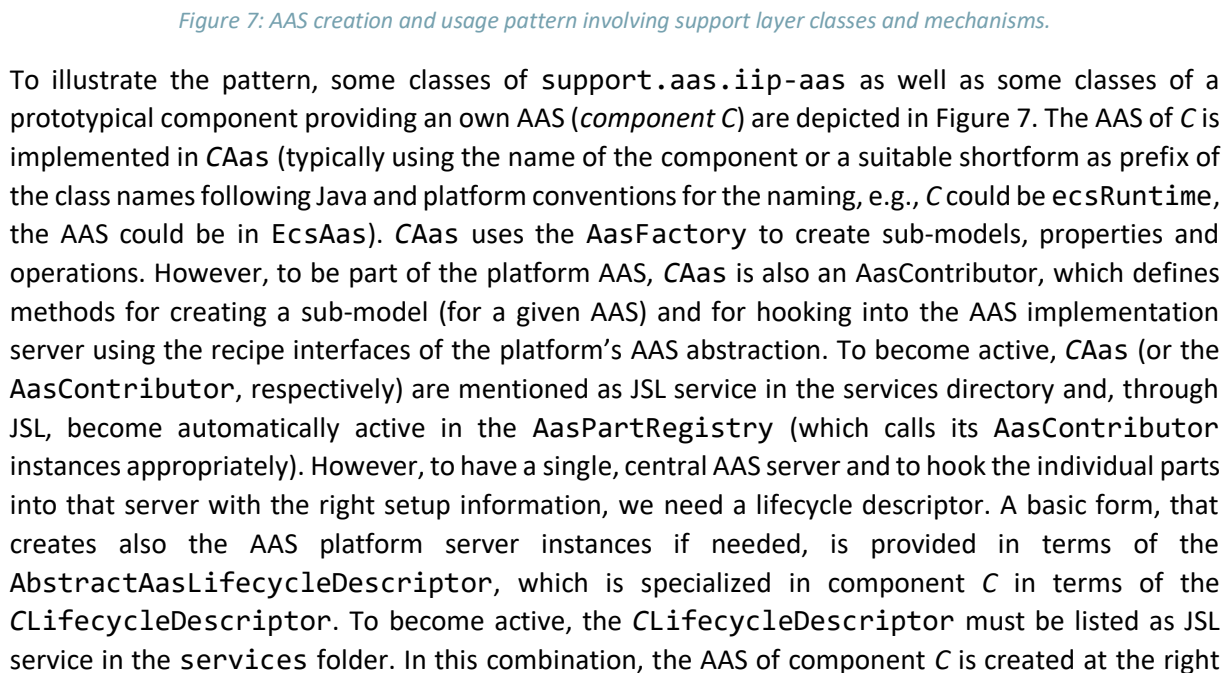 Figure 7: AAS creation and usage pattern involving support layer classes and mechanisms.
To illustrate the pattern, some classes of support.aas.iip-aas as well as some classes of a
prototypical component providing an own AAS (component C) are depicted in Figure 7. The AAS of C is
implemented in CAas (typically using the name of the component or a suitable shortform as prefix of
the class names following Java and platform conventions for the naming, e.g., C could be ecsRuntime,
the AAS could be in EcsAas). CAas uses the AasFactory to create sub-models, properties and
operations. However, to be part of the platform AAS, CAas is also an AasContributor, which defines
methods for creating a sub-model (for a given AAS) and for hooking into the AAS implementation
server using the recipe interfaces of the platform’s AAS abstraction. To become active, CAas (or the
AasContributor, respectively) are mentioned as JSL service in the services directory and, through
JSL, become automatically active in the AasPartRegistry (which calls its AasContributor
instances appropriately). However, to have a single, central AAS server and to hook the individual parts
into that server with the right setup information, we need a lifecycle descriptor. A basic form, that
creates also the AAS platform server instances if needed, is provided in terms of the
AbstractAasLifecycleDescriptor, which is specialized in component C in terms of the
CLifecycleDescriptor. To become active, the CLifecycleDescriptor must be listed as JSL
service in the services folder. In this combination, the AAS of component C is created at the right